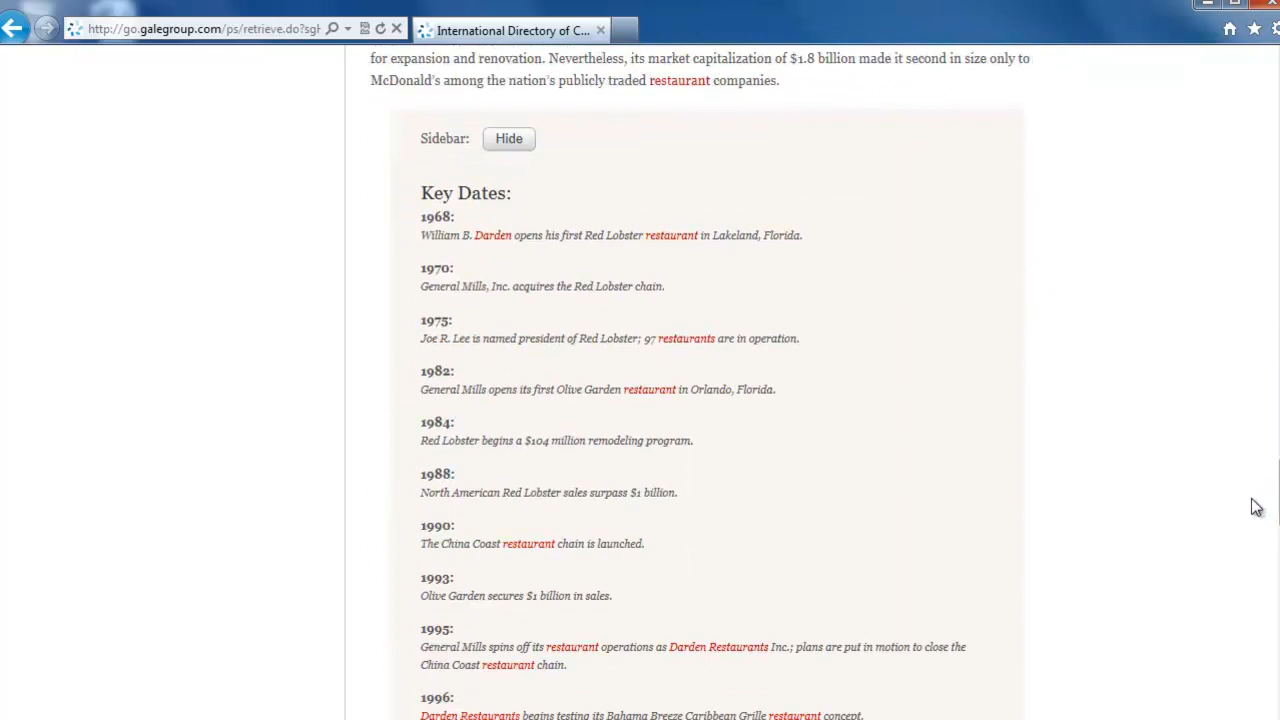 http://go.galegroup.com/ps/retrieve.do?sgl
International Directory of C...
for expansion and renovation. Nevertheless, its market capitalization of $1.8 billion made it second in size only to
McDonald's among the nation's publicly traded restaurant companies.
Sidebar: Hide
Key Dates:
1968:
William B. Darden opens his first Red Lobster restaurant in Lakeland, Florida.
1970:
General Mills, Inc. acquires the Red Lobster chain.
1975:
Joe R. Lee is named president of Red Lobster; 97 restaurants are in operation.
1982:
General Mills opens its first Olive Garden restaurant in Orlando, Florida.
1984:
Red Lobster begins a $104 million remodeling program.
1988:
North American Red Lobster sales surpass $1 billion.
1990:
The China Coast restaurant chain is launched.
1993:
Olive Garden secures $1 billion in sales.
1995:
General Mills spins off its restaurant operations as Darden Restaurants Inc.; plans are put in motion to close the
China Coast restaurant chain.
1996:
Darden Restaurants begins testing its Bahama Breeze Caribbean Grille restaurant concept.